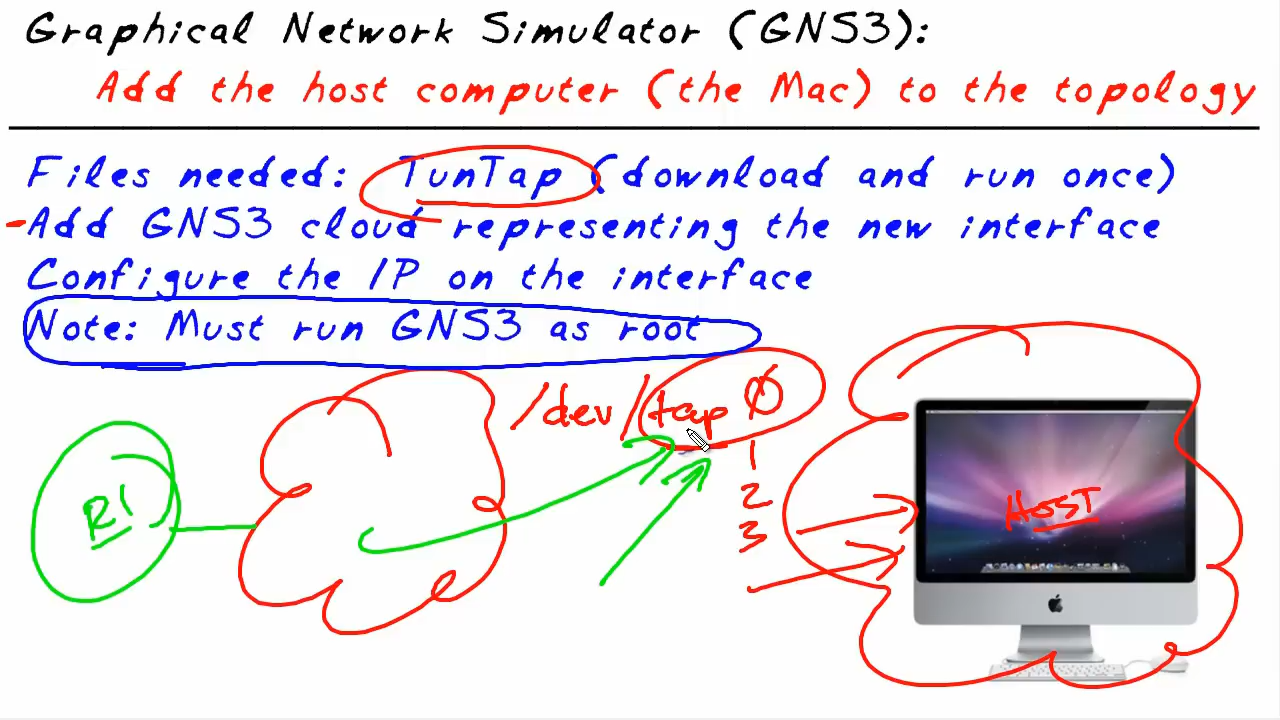 Graphical Network Simulator (GNS3):
Add the host computer (the Mac) to the topology
Files needed: TunTap (download and run once)
-Add GNS3 cloud representing the new interface
Configure the IP on the interface
Note: Must run GNS3 as root
/dev/tap 0
1
2
3
R1
HOST